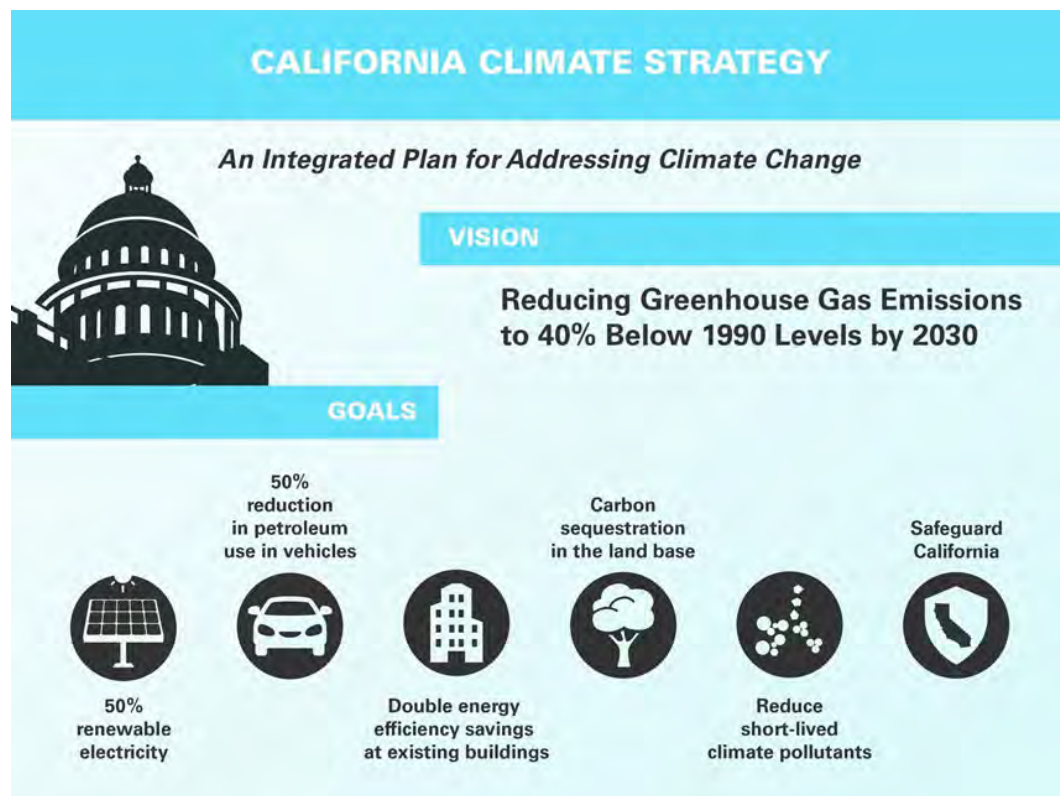 CALIFORNIA CLIMATE STRATEGY
An Integrated Plan for Addressing Climate Change
VISION
Reducing Greenhouse Gas Emissions
to 40% Below 1990 Levels by 2030
GOALS
50%
renewable
electricity
50%
reduction
in petroleum
use in vehicles
Double energy
efficiency savings
at existing buildings
Carbon
sequestration
in the land base
Reduce
short-lived
climate pollutants
Safeguard
California